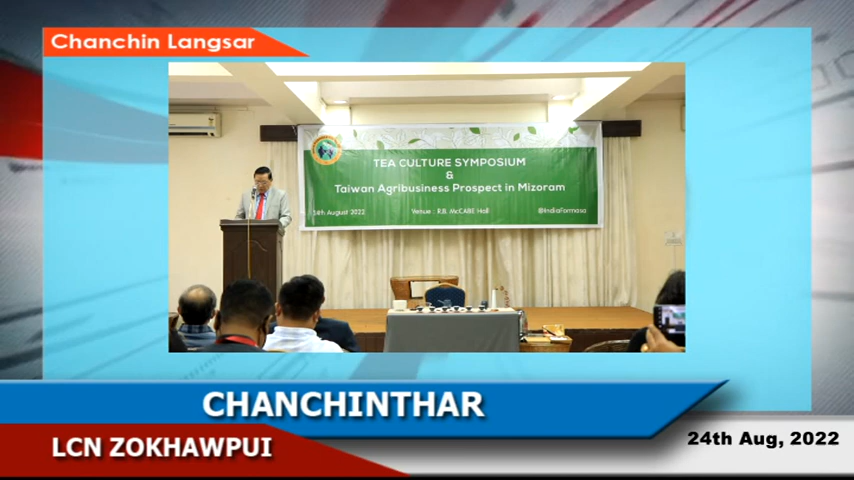 Chanchin Langsar
TEA CULTURE SYMPOSIUM
&
Taiwan Agribusiness Prospect in Mizoram
August 2022
Venue : R.B. McCABE Hall
@IndiaFormosa
CHANCHINTHAR
LCN ZOKHAWPUI
24th Aug, 2022